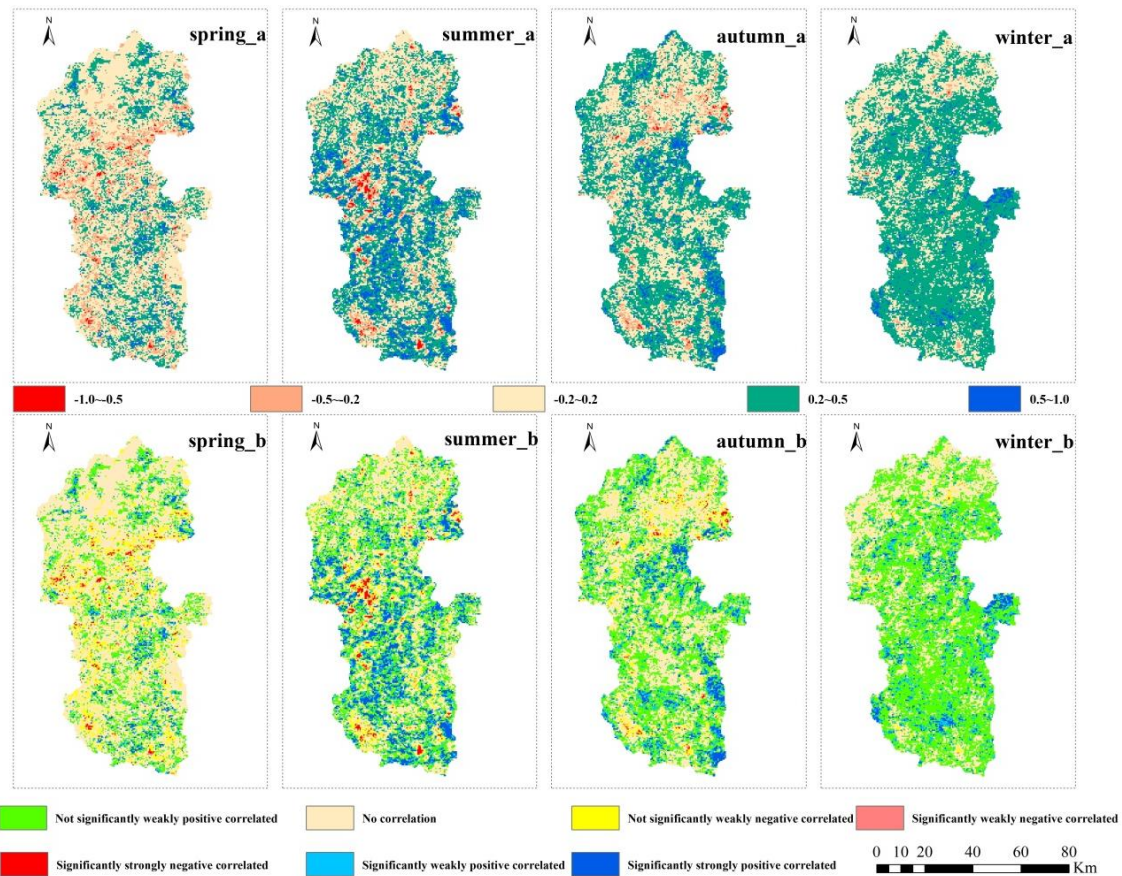 N spring_a N summer_a N autumn_a N winter_a
-1.0~-0.5 -0.5~-0.2 -0.2~0.2 0.2~0.5 0.5~1.0
N spring_b N summer_b N autumn_b N winter_b
Not significantly weakly positive correlated No correlation Not significantly weakly negative correlated Significantly weakly negative correlated
Significantly strongly negative correlated Significantly weakly positive correlated Significantly strongly positive correlated 0 10 20 40 60 80 Km